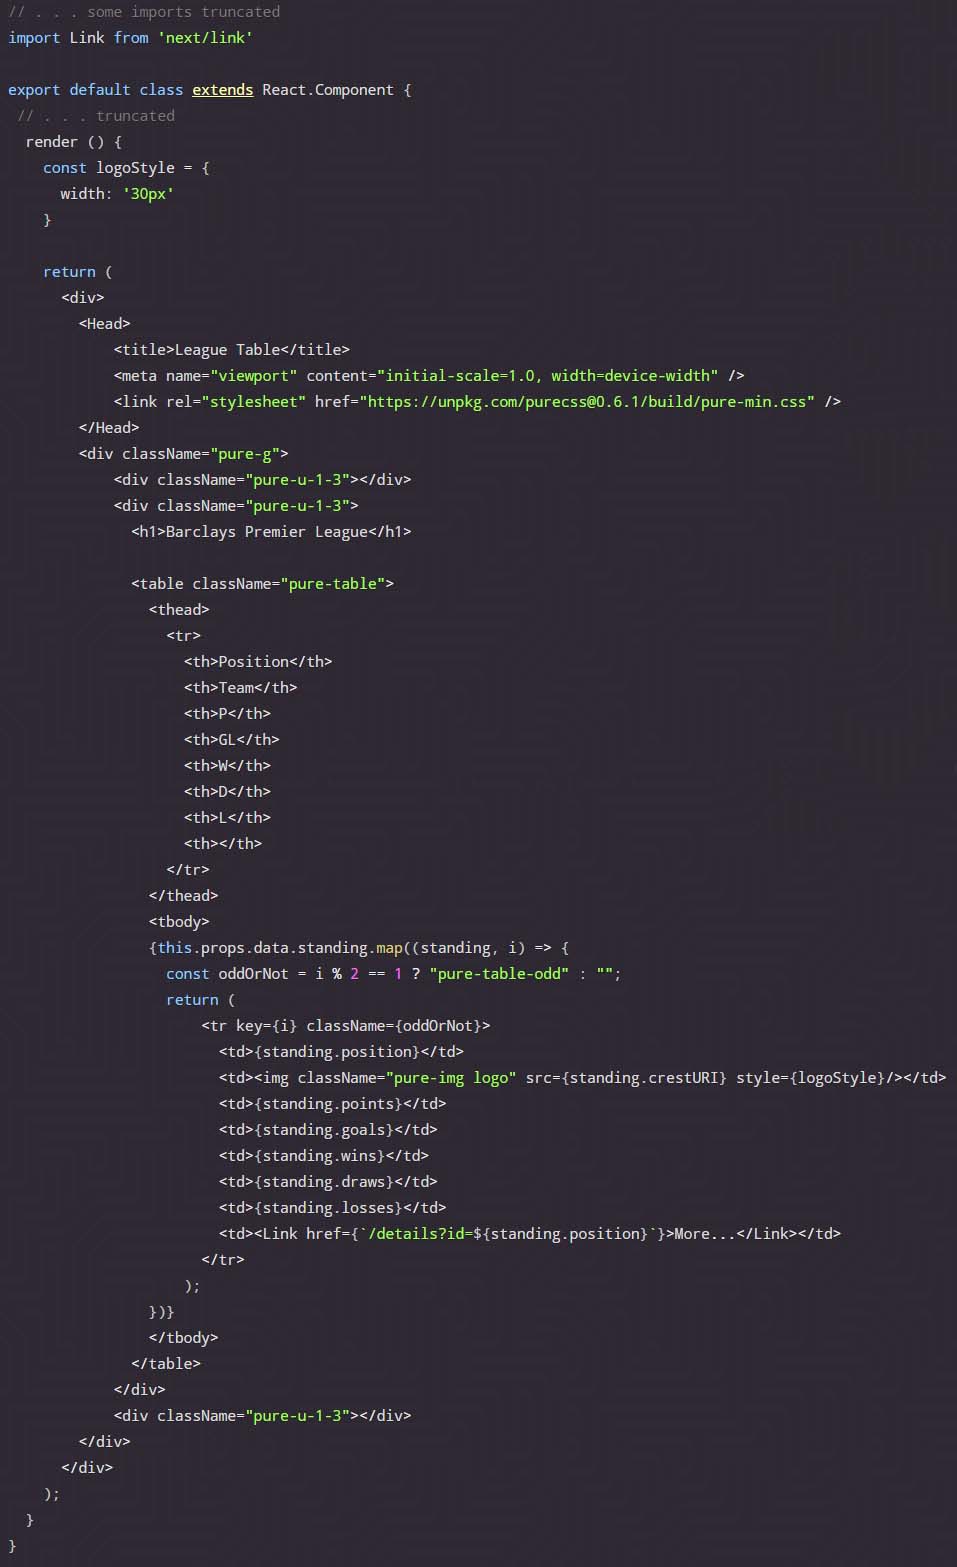 // . . . some imports truncated
import Link from 'next/link'
export default class extends React.Component {
// . . . truncated
render () {
const logoStyle = {
width: '30px'
}
return (
<div>
<Head>
<title>League Table</title>
<meta name="viewport" content="initial-scale=1.0, width=device-width" />
<link rel="stylesheet" href="https://unpkg.com/purecss@0.6.1/build/pure-min.css" />
</Head>
<div className="pure-g">
<div className="pure-u-1-3"></div>
<div className="pure-u-1-3">
<h1>Barclays Premier League</h1>
<table className="pure-table">
<thead>
<tr>
<th>Position</th>
<th>Team</th>
<th>P</th>
<th>GL</th>
<th>W</th>
<th>D</th>
<th>L</th>
<th></th>
</tr>
</thead>
<tbody>
{this.props.data.standing.map((standing, i) => {
const oddOrNot = i % 2 == 1 ? "pure-table-odd" : "";
return (
<tr key={i} className={oddOrNot}>
<td>{standing.position}</td>
<td><img className="pure-img logo" src={standing.crestURI} style={logoStyle}/></td>
<td>{standing.points}</td>
<td>{standing.goals}</td>
<td>{standing.wins}</td>
<td>{standing.draws}</td>
<td>{standing.losses}</td>
<td><Link href={`/details?id=${standing.position}`}>More...</Link></td>
</tr>
);
})}
</tbody>
</table>
</div>
<div className="pure-u-1-3"></div>
</div>
</div>
);
}
}